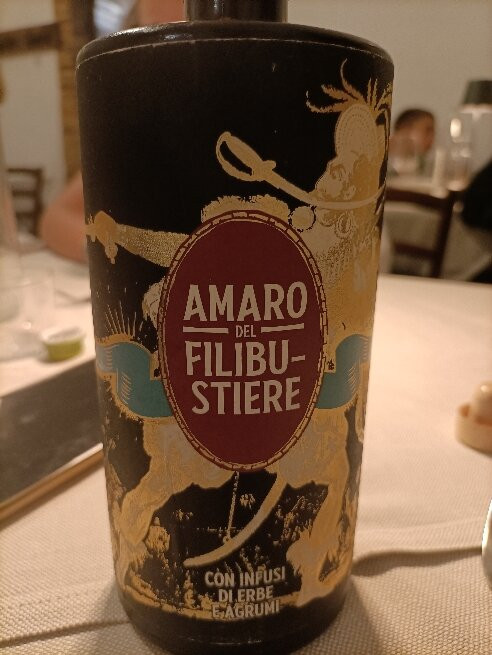 AMARO
DEL
FILIBU-
STIERE
CON INFUSI
DI ERBE
E AGRUMI